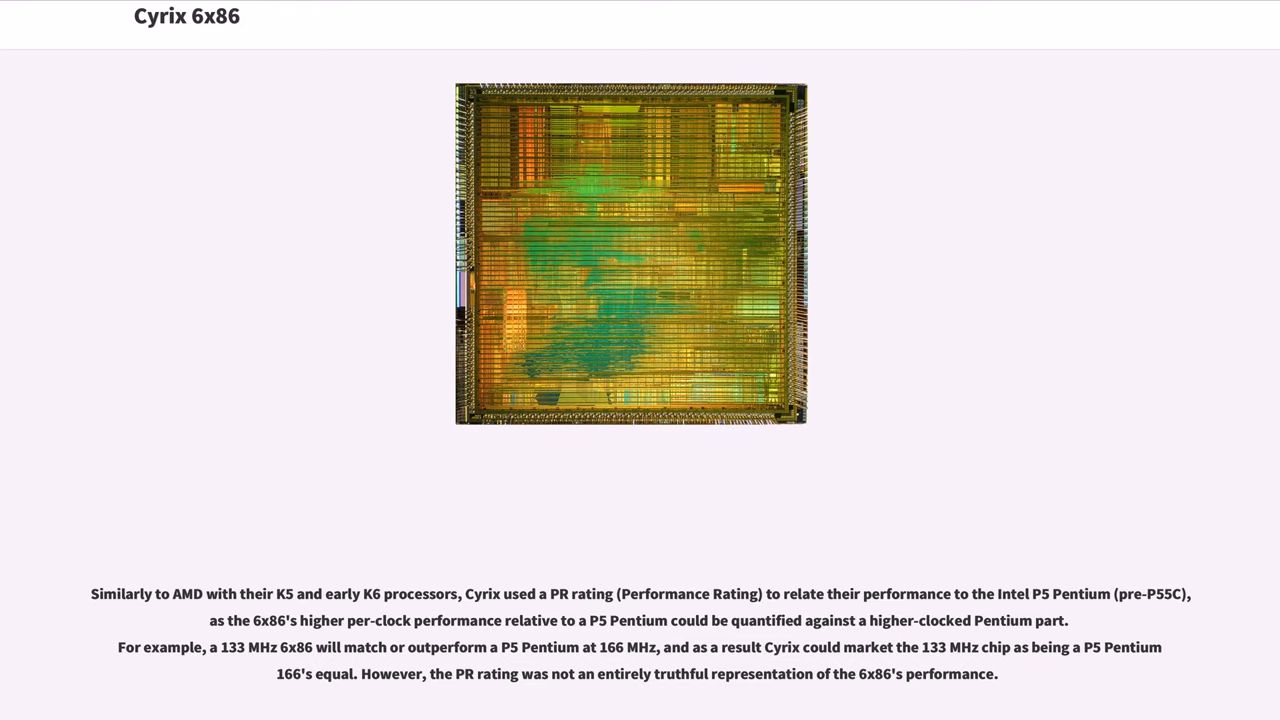 Cyrix 6x86
Similarly to AMD with their K5 and early K6 processors, Cyrix used a PR rating (Performance Rating) to relate their performance to the Intel P5 Pentium (pre-P55C),
as the 6x86's higher per-clock performance relative to a P5 Pentium could be quantified against a higher-clocked Pentium part.
For example, a 133 MHz 6x86 will match or outperform a P5 Pentium at 166 MHz, and as a result Cyrix could market the 133 MHz chip as being a P5 Pentium
166's equal. However, the PR rating was not an entirely truthful representation of the 6x86's performance.